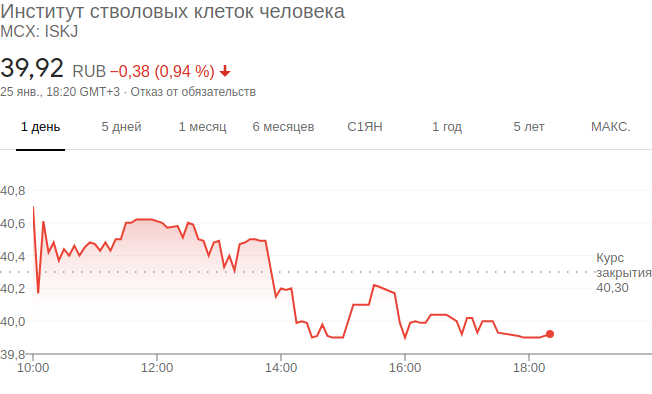 Институт стволовых клеток человека
MCX: ISKJ
39,92 RUB −0,38 (0,94 %)
25 янв., 18:20 GMT+3 · Отказ от обязательств
1 день 5 дней 1 месяц 6 месяцев С1ЯН 1 год 5 лет МАКС.
40,8
40,6
40,4
Курс
закрытия
40,30
40,2
40,0
39,8
10:00 12:00 14:00 16:00 18:00